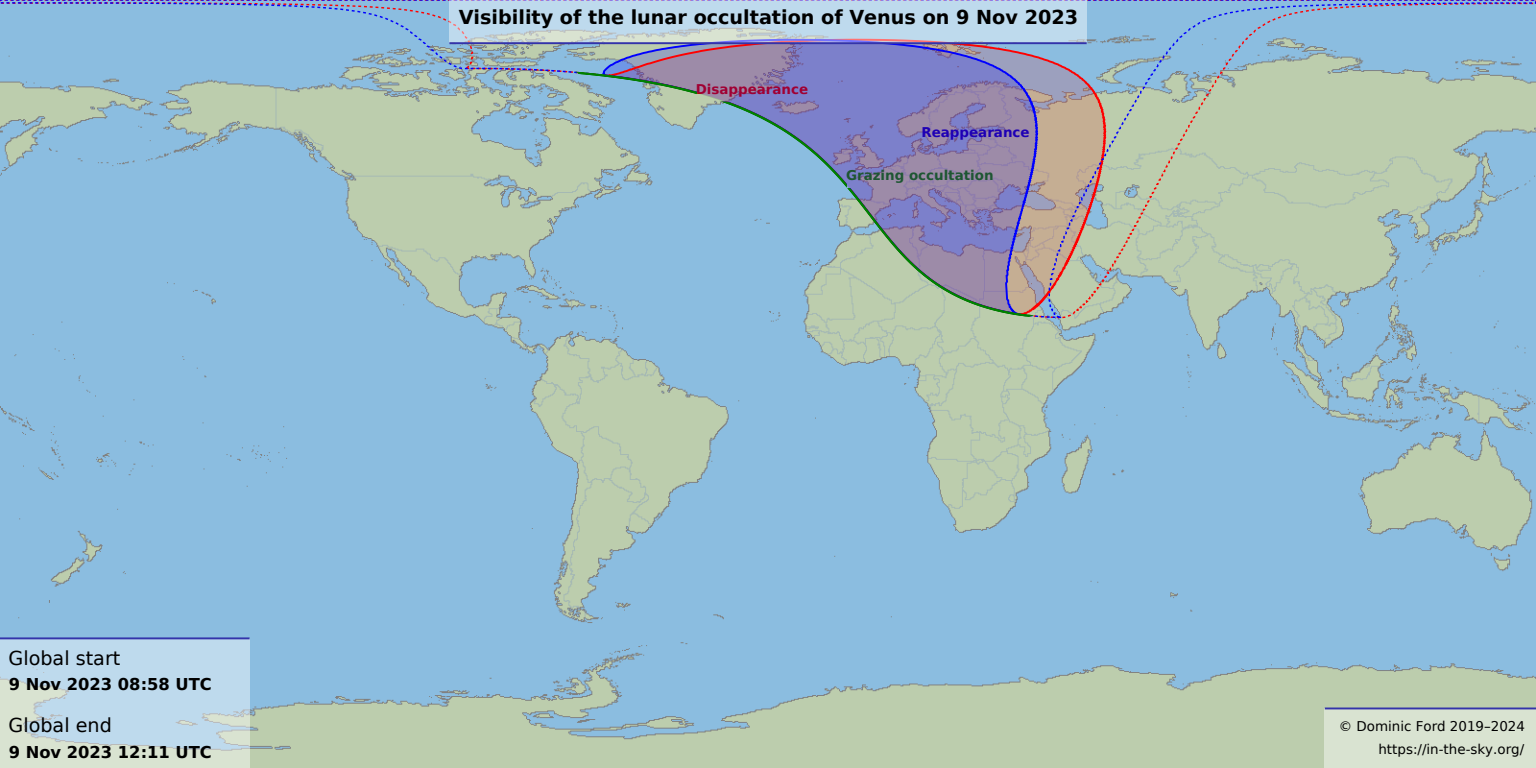 Visibility of the lunar occultation of Venus on 9 Nov 2023
Disappearance
Reappearance
Grazing occultation
Global start
9 Nov 2023 08:58 UTC
Global end
9 Nov 2023 12:11 UTC
© Dominic Ford 2019–2024
https://in-the-sky.org/